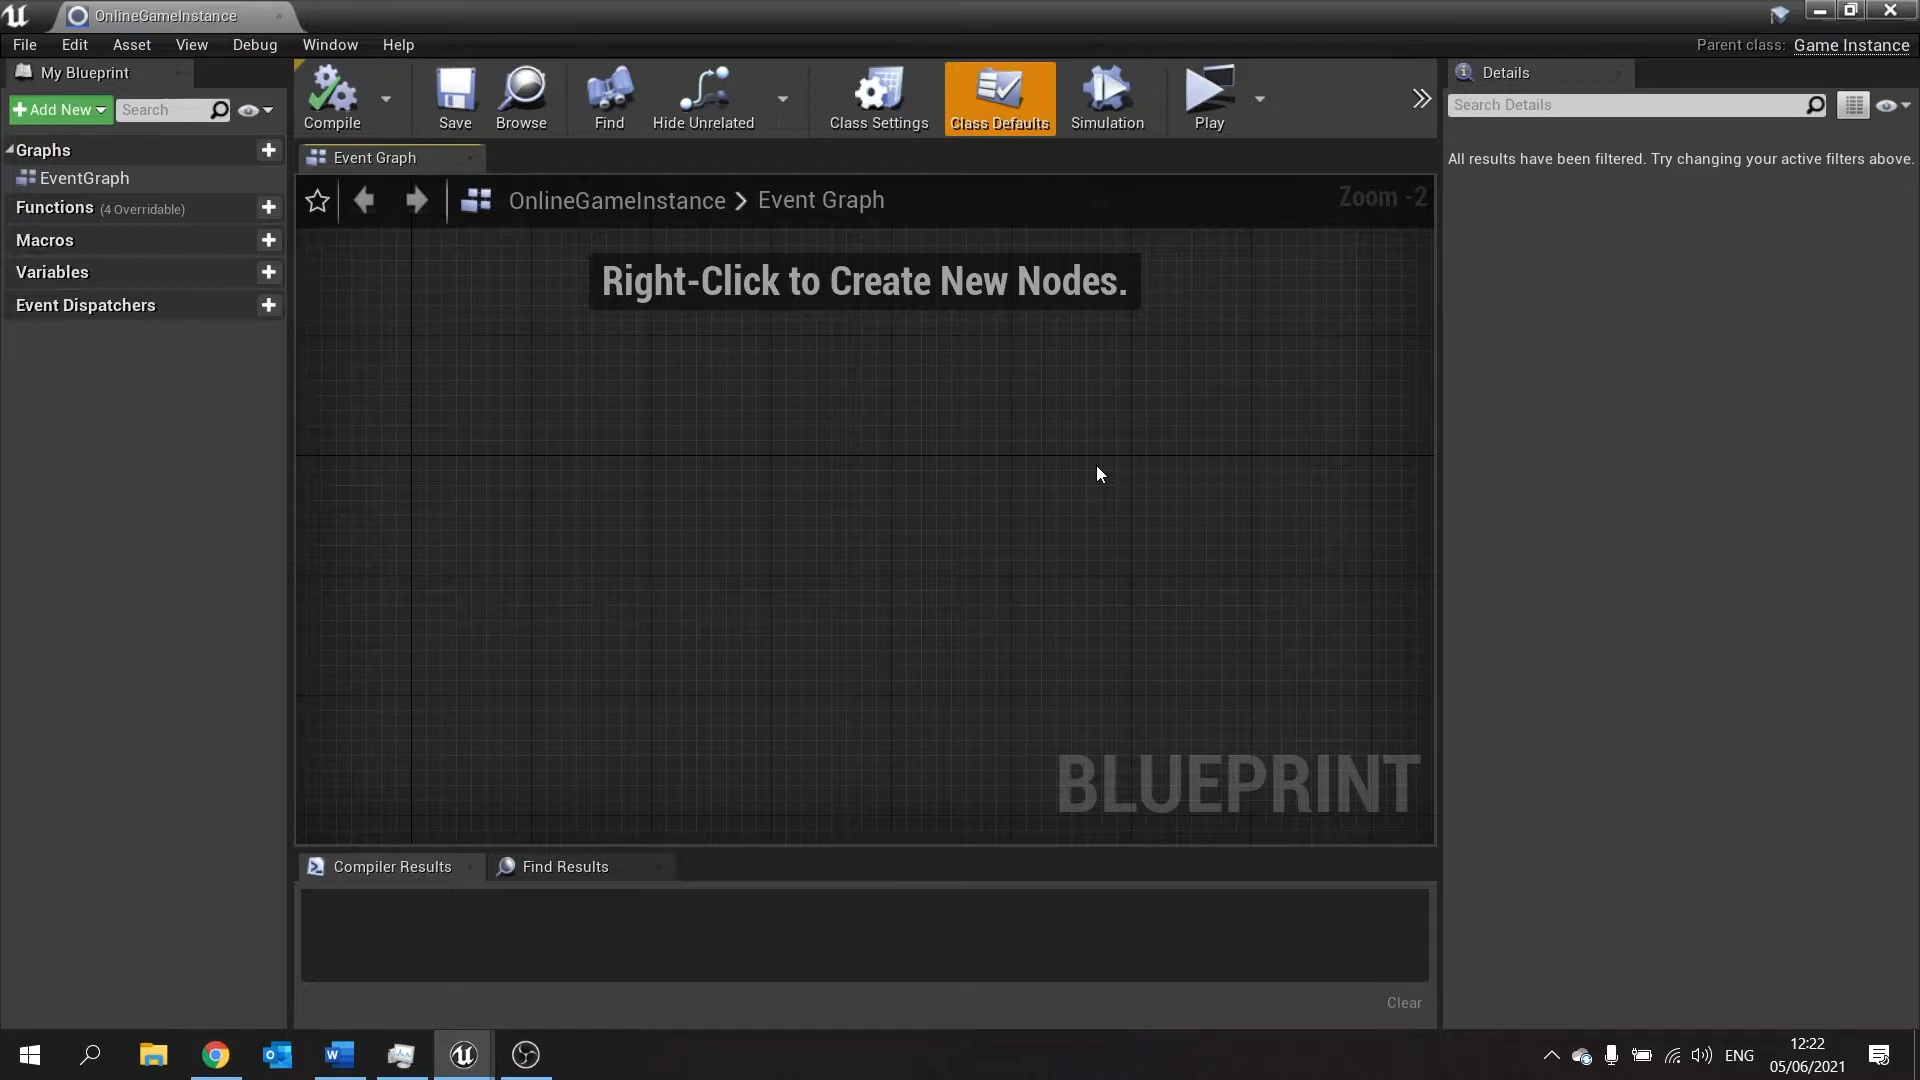 OnlineGameInstance
File Edit Asset View Debug Window Help
Parent class: Game Instance
My Blueprint
Add New
Search
Compile
Save
Browse
Find
Hide Unrelated
Class Settings
Class Defaults
Simulation
Play
Details
Search Details
All results have been filtered. Try changing your active filters above.
Graphs
EventGraph
Functions (4 Overridable)
Macros
Variables
Event Dispatchers
Event Graph
OnlineGameInstance > Event Graph
Zoom -2
Right-Click to Create New Nodes.
BLUEPRINT
Compiler Results
Find Results
Clear
ENG
12:22
05/06/2021